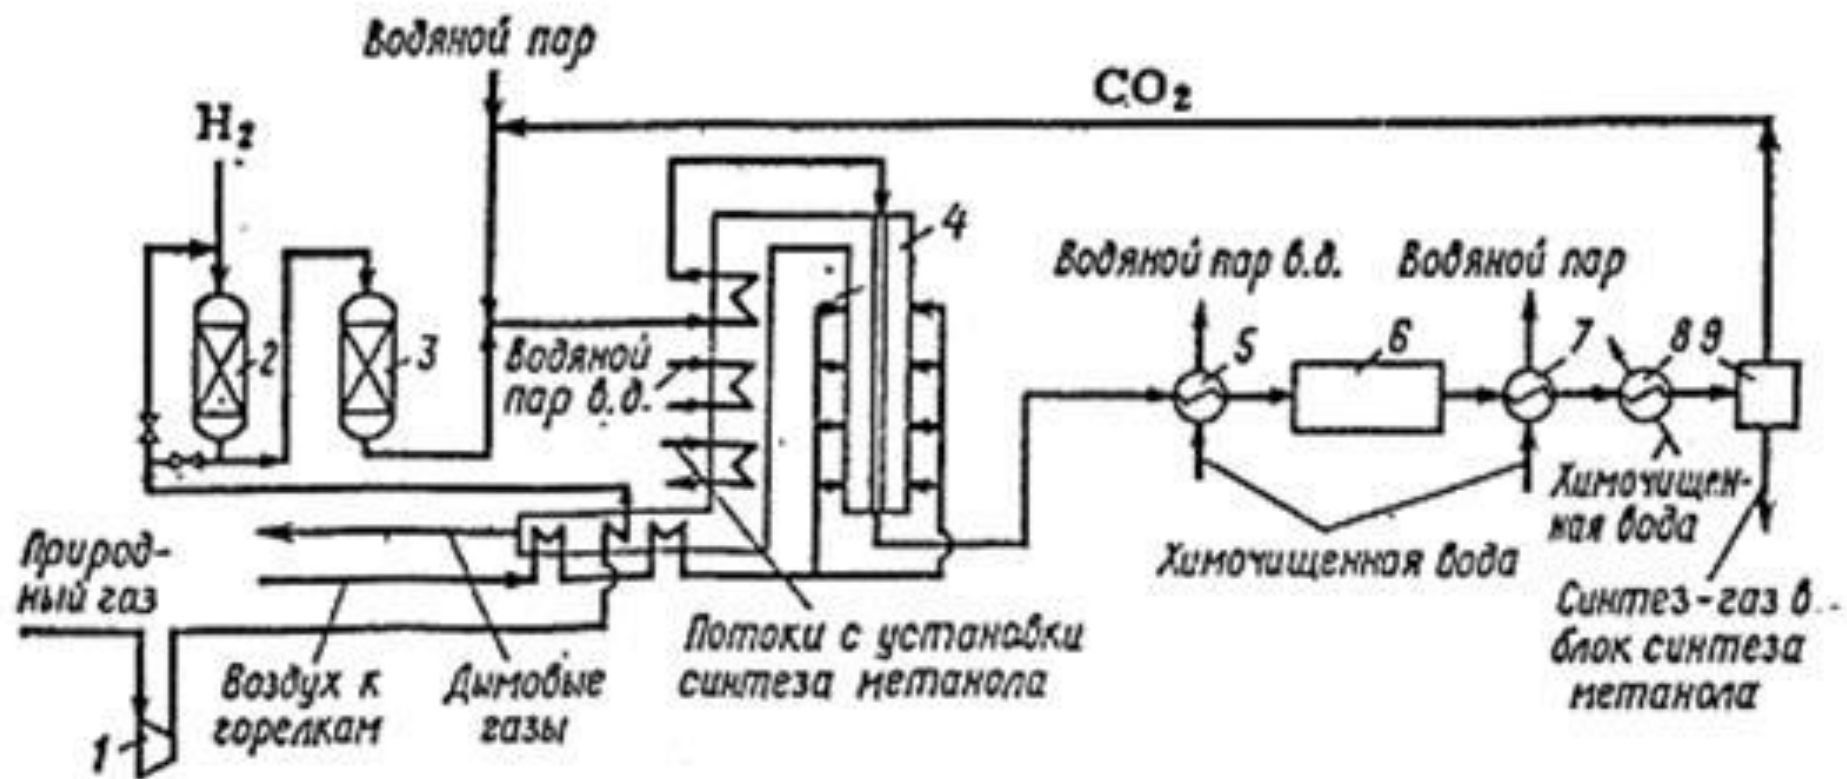 Водяной пар
CO₂
H₂
4
Водяной пар в.д.
Водяной пар
2
3
Водяной
пар в.д.
5
6
7
8
9
Химочищен-
ная вода
Химочищенная вода
Природ-
ный газ
Синтез-газ в
блок синтеза
метанола
Потоки с установки
синтеза метанола
Воздух к
горелкам
Дымовые
газы
1